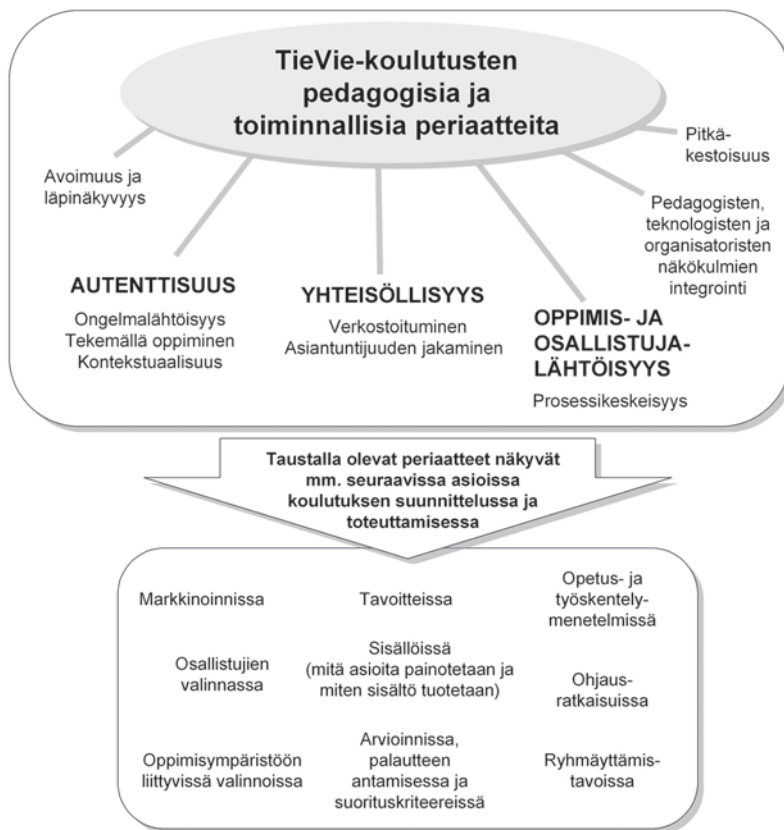 TieVie-koulutusten
pedagogisia ja
toiminnallisia periaatteita
Avoimuus ja
läpinäkyvyys
Pitkä-
kestoisuus
Pedagogisten,
teknologisten ja
organisatoristen
näkökulmien
integrointi
AUTENTTISUUS
Ongelmalähtöisyys
Tekemällä oppiminen
Kontekstuaalisuus
YHTEISÖLLISYYS
Verkostoituminen
Asiantuntijuuden jakaminen
OPPIMIS- JA
OSALLISTUJA-
LÄHTÖISYYS
Prosessikeskeisyys
Taustalla olevat periaatteet näkyvät
mm. seuraavissa asioissa
koulutuksen suunnittelussa ja
toteuttamisessa
Markkinoinnissa
Tavoitteissa
Opetus- ja
työskentely-
menetelmissä
Osallistujien
valinnassa
Sisällöissä
(mitä asioita painotetaan ja
miten sisältö tuotetaan)
Ohjaus-
ratkaisuissa
Oppimisympäristöön
liittyvissä valinnoissa
Arvioinnissa,
palautteen
antamisessa ja
suorituskriteereissä
Ryhmäyttämis-
tavoissa